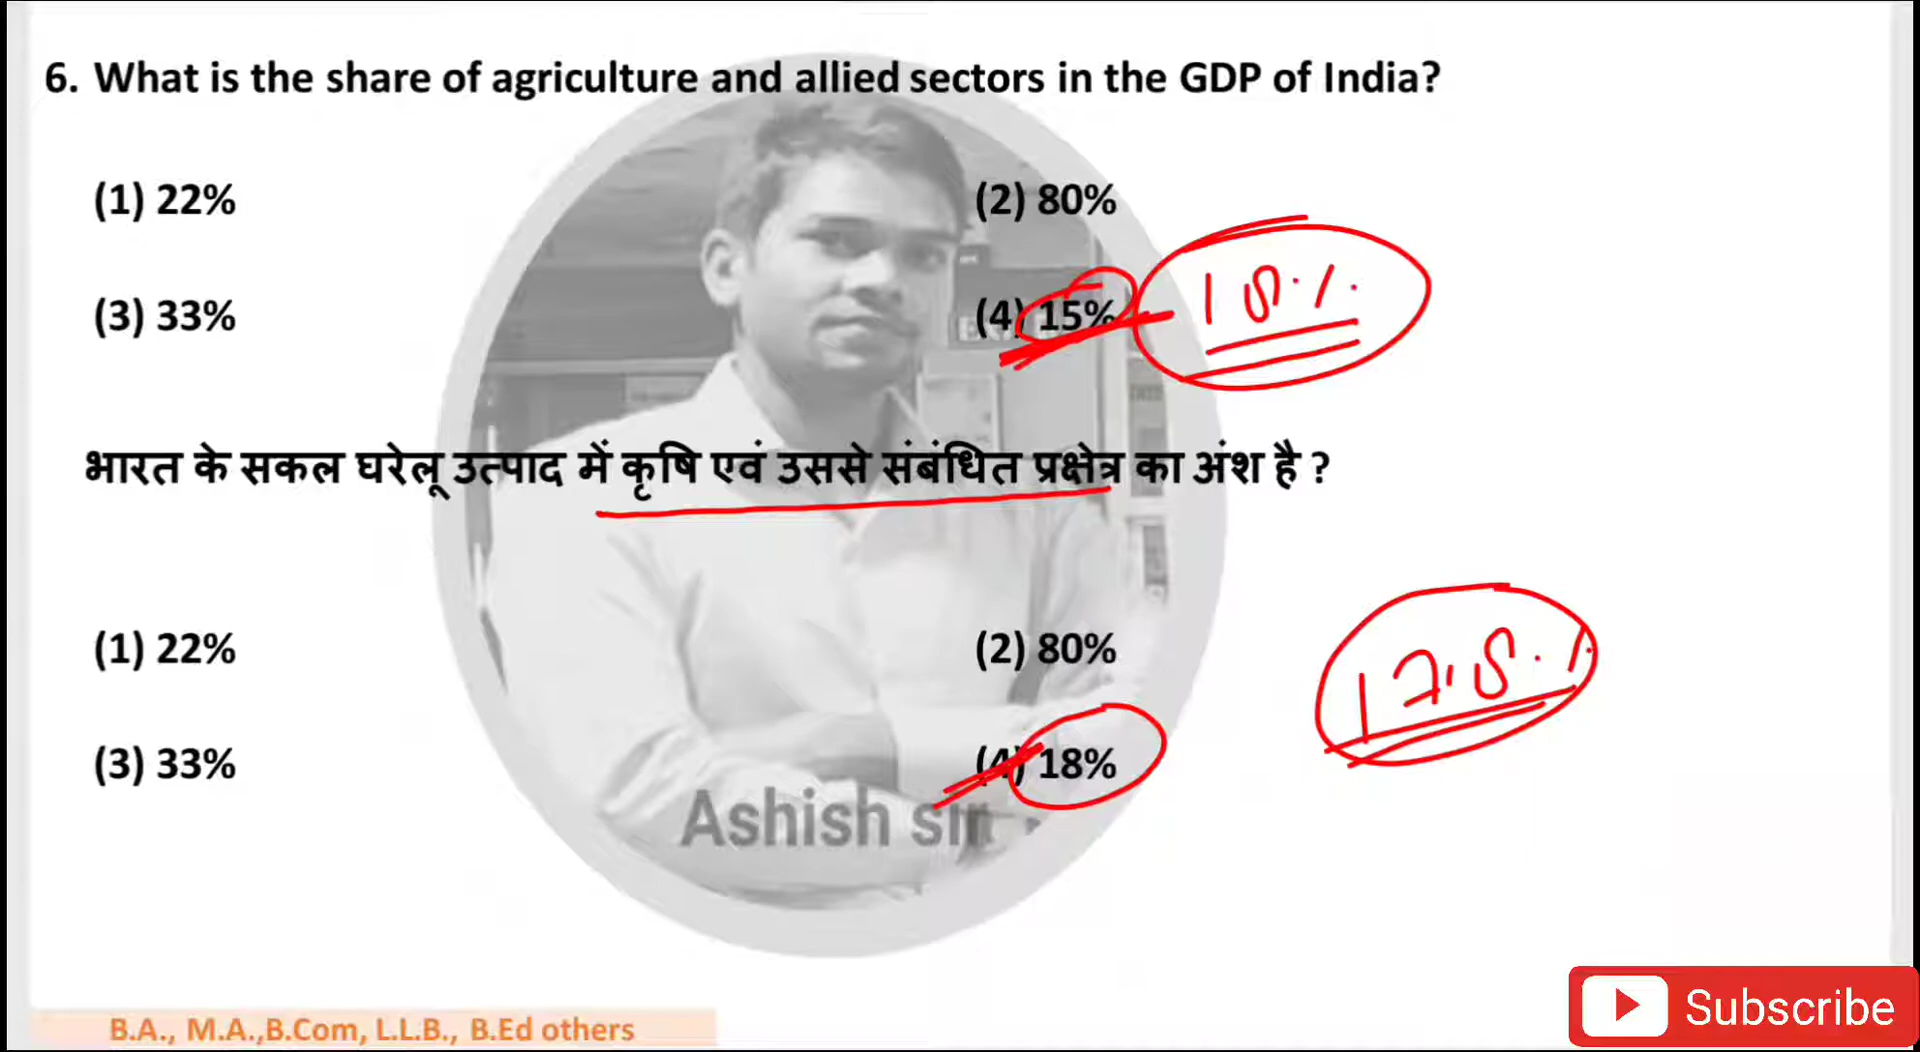 6. What is the share of agriculture and allied sectors in the GDP of India?
(1) 22% (2) 80%
(3) 33% (4) 15% 18%
भारत के सकल घरेलू उत्पाद में कृषि एवं उससे संबंधित प्रक्षेत्र का अंश है ?
(1) 22% (2) 80%
17.8%
(3) 33% (4) 18%
Ashish sir
Subscribe
B.A., M.A.,B.Com, L.L.B., B.Ed others